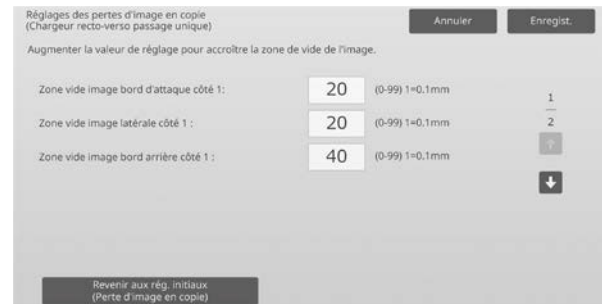 Réglages des pertes d'image en copie
(Chargeur recto-verso passage unique)
Annuler
Enregist.
Augmenter la valeur de réglage pour accroître la zone de vide de l'image.
Zone vide image bord d'attaque côté 1: 20 (0-99) 1=0.1mm
Zone vide image latérale côté 1 : 20 (0-99) 1=0.1mm
Zone vide image bord arrière côté 1 : 40 (0-99) 1=0.1mm
1
2
Revenir aux rég. initiaux
(Perte d'image en copie)